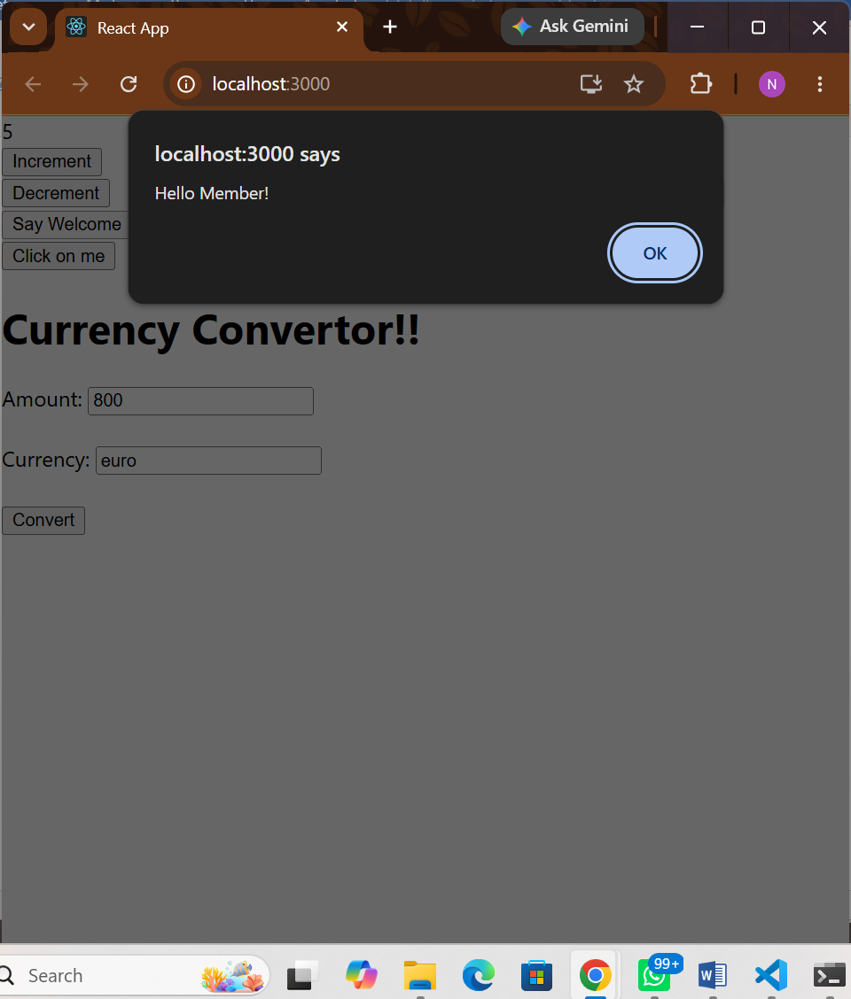 React App
Ask Gemini
localhost:3000
N
localhost:3000 says
Hello Member!
OK
5
Increment
Decrement
Say Welcome
Click on me
Currency Convertor!!
Amount: 800
Currency: euro
Convert
Search
99+
W